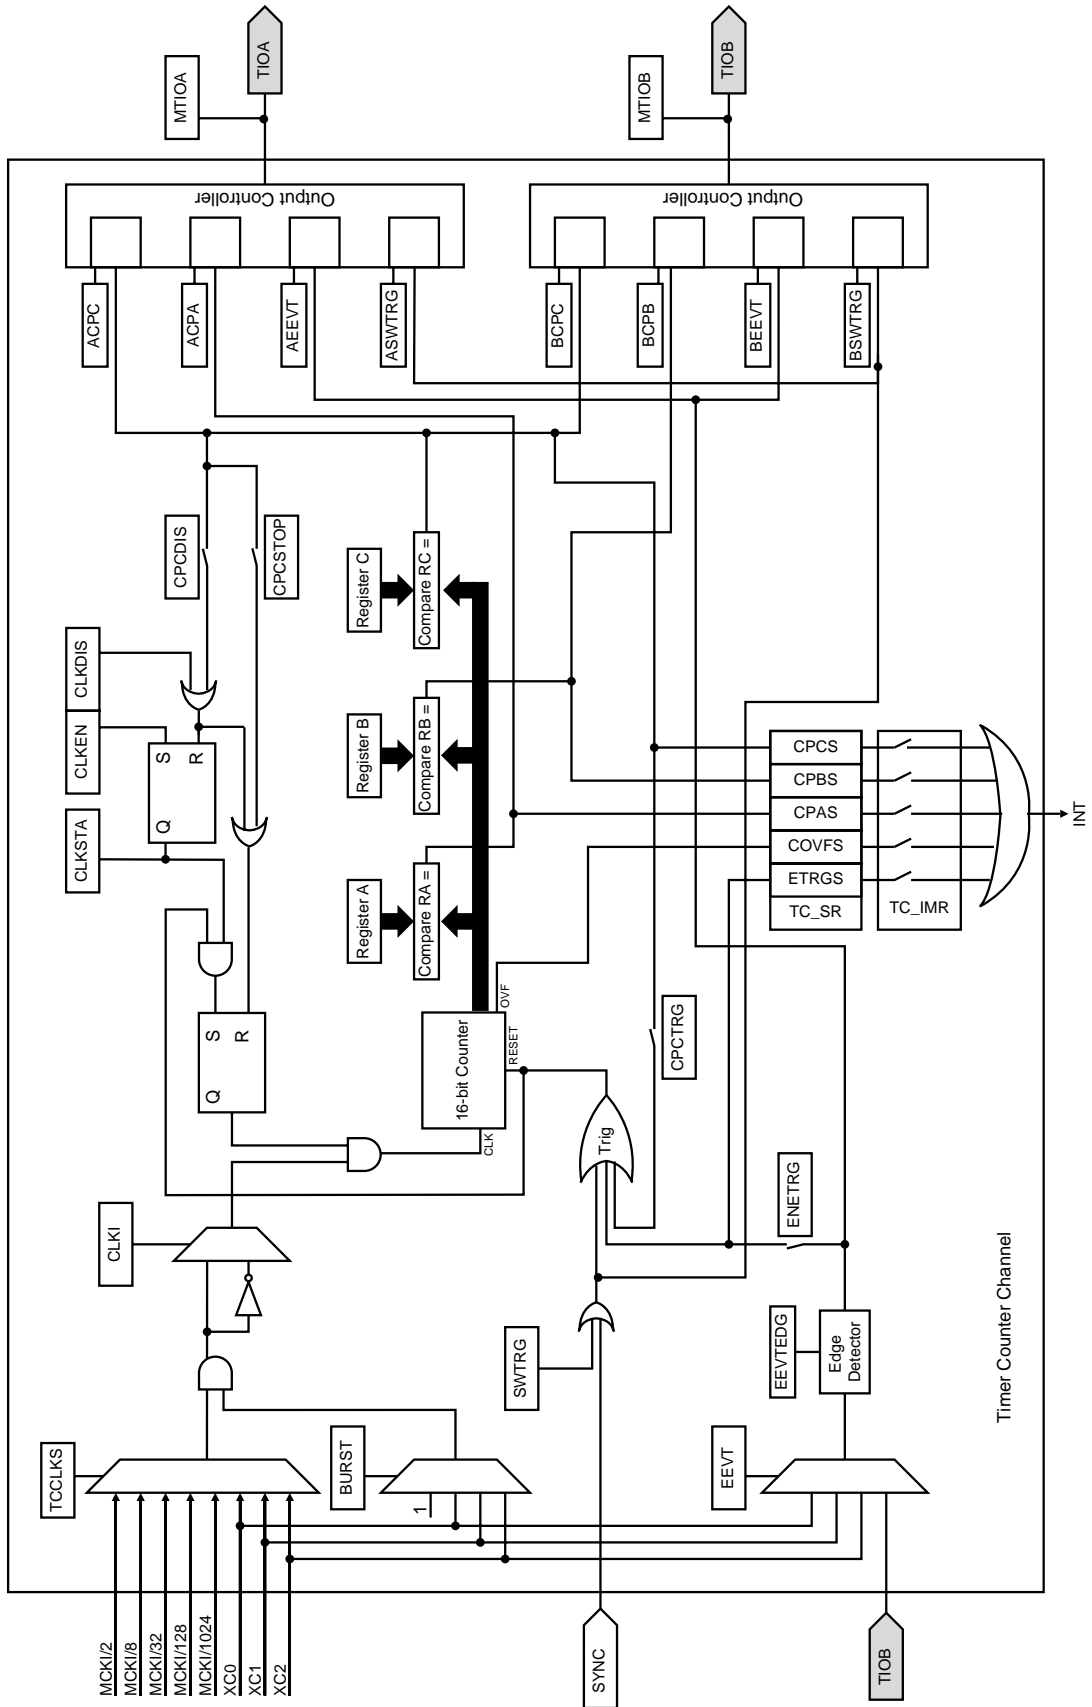 TCCLKS
MCKI/2
MCKI/8
MCKI/32
MCKI/128
MCKI/1024
XC0
XC1
XC2
CLKI
CLKSTA
CLKEN
CLKDIS
Q
S
R
Q
S
R
CPCDIS
CPCSTOP
ACPC
ACPA
AEEVT
ASWTRG
Output Controller
MTIOA
TIOA
BURST
1
Register A
Register B
Register C
Compare RA =
Compare RB =
Compare RC =
16-bit Counter
CLK
RESET
OVF
SWTRG
SYNC
Trig
CPCTRG
BCPC
BCPB
BEEVT
BSWTRG
Output Controller
MTIOB
TIOB
EEVT
EEVTEDG
Edge
Detector
ENETRG
TIOB
CPCS
CPBS
CPAS
COVFS
ETRGS
TC_SR
TC_IMR
INT
Timer Counter Channel